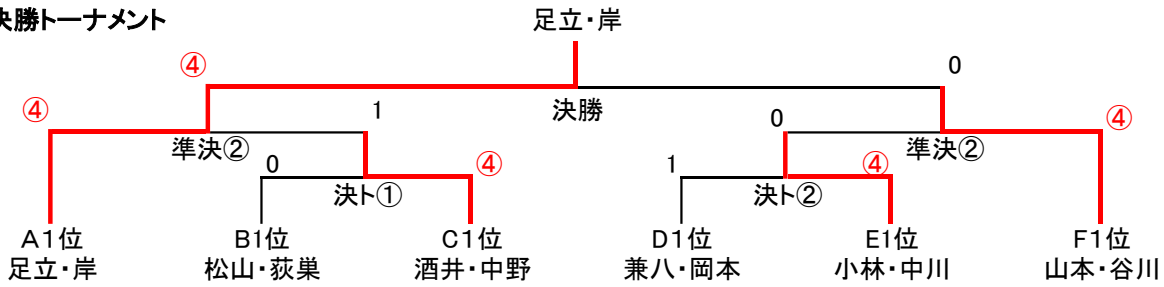 決勝トーナメント
足立・岸
④
0
④
1
決勝
0
④
準決②
準決②
0
④
1
④
決ト①
決ト②
A1位
B1位
C1位
D1位
E1位
F1位
足立・岸
松山・荻巣
酒井・中野
兼八・岡本
小林・中川
山本・谷川